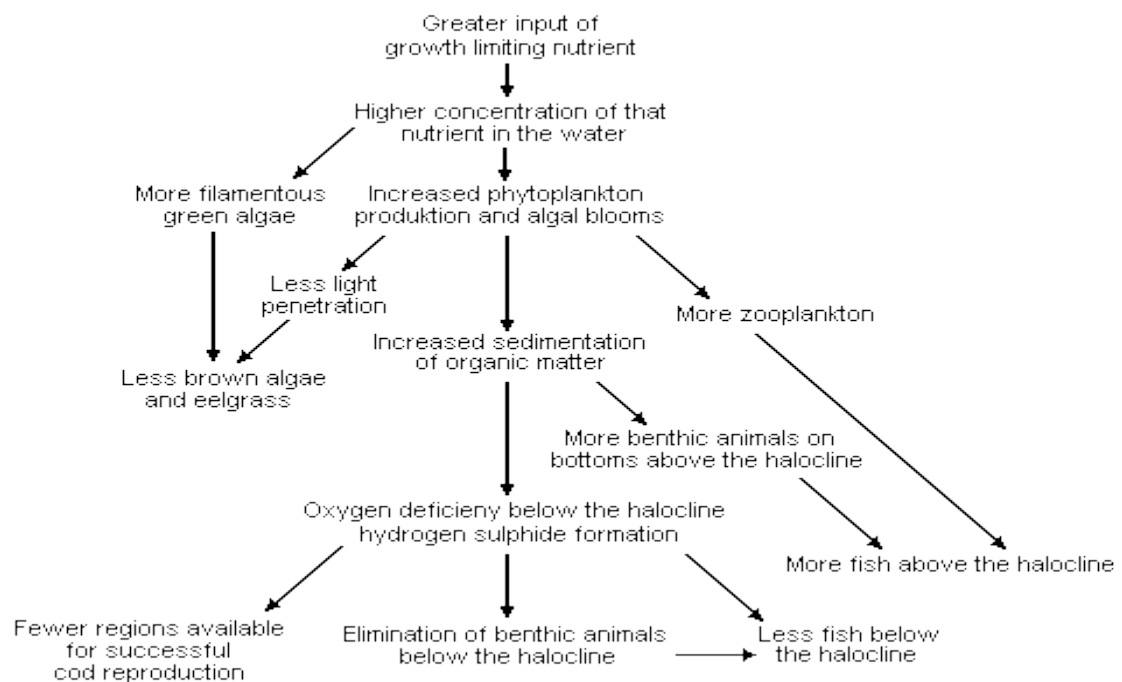 Greater input of
growth limiting nutrient
Higher concentration of that
nutrient in the water
More filamentous
green algae
Increased phytoplankton
produktion and algal blooms
Less light
penetration
More zooplankton
Increased sedimentation
of organic matter
Less brown algae
and eelgrass
More benthic animals on
bottoms above the halocline
Oxygen deficieny below the halocline
hydrogen sulphide formation
More fish above the halocline
Fewer regions available
for successful
cod reproduction
Elimination of benthic animals
below the halocline
Less fish below
the halocline